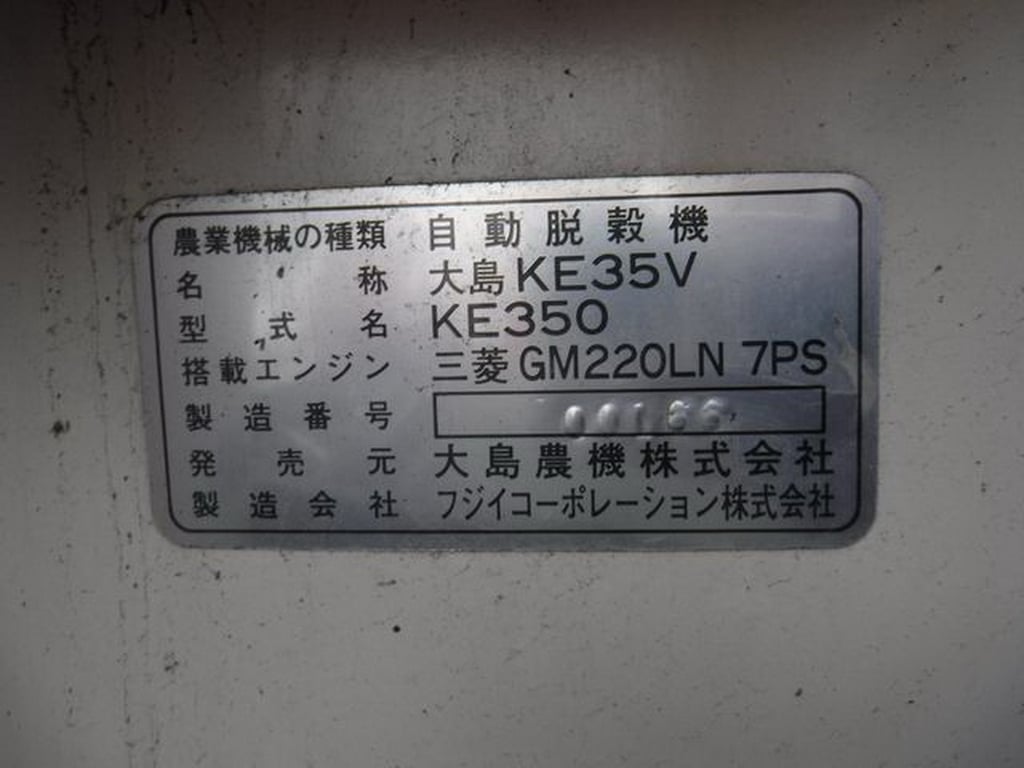 農業機械の種類 自動脱穀機
名称 大島KE35V
型式名 KE350
搭載エンジン 三菱GM220LN 7PS
製造番号 00166
発売元 大島農機株式会社
製造会社 フジイコーポレーション株式会社